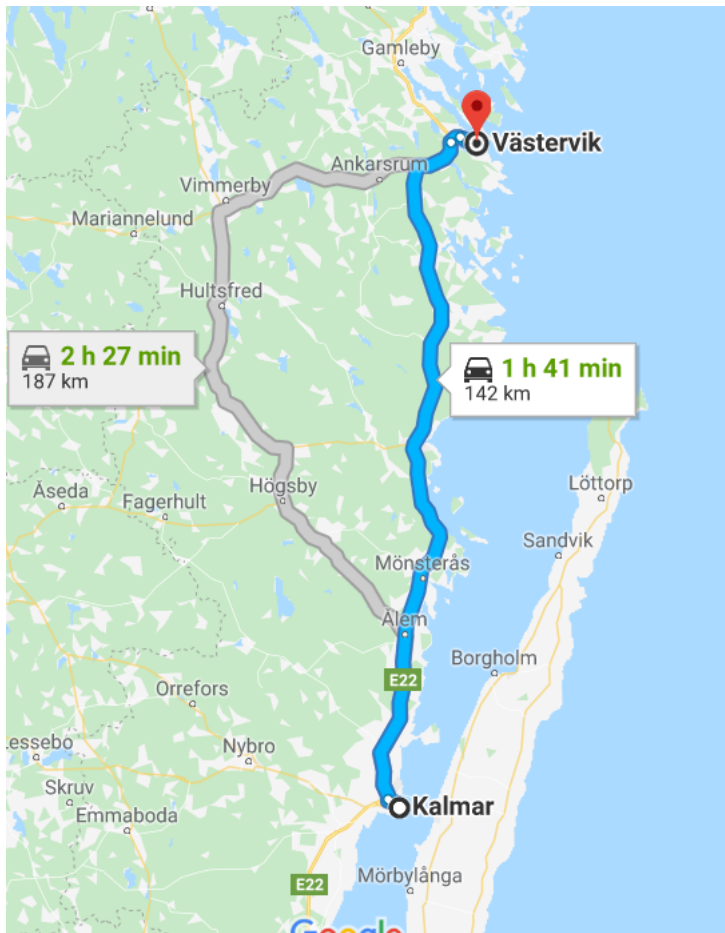 Gamleby
Västervik
Ankarsrum
Vimmerby
Mariannelund
Hultsfred
2 h 27 min
187 km
1 h 41 min
142 km
Högsby
Löttorp
Åseda
Fagerhult
Sandvik
Mönsterås
Ålem
Borgholm
E22
Orrefors
Lessebo
Nybro
Skruv
Kalmar
Emmaboda
Mörbylånga
E22
Google